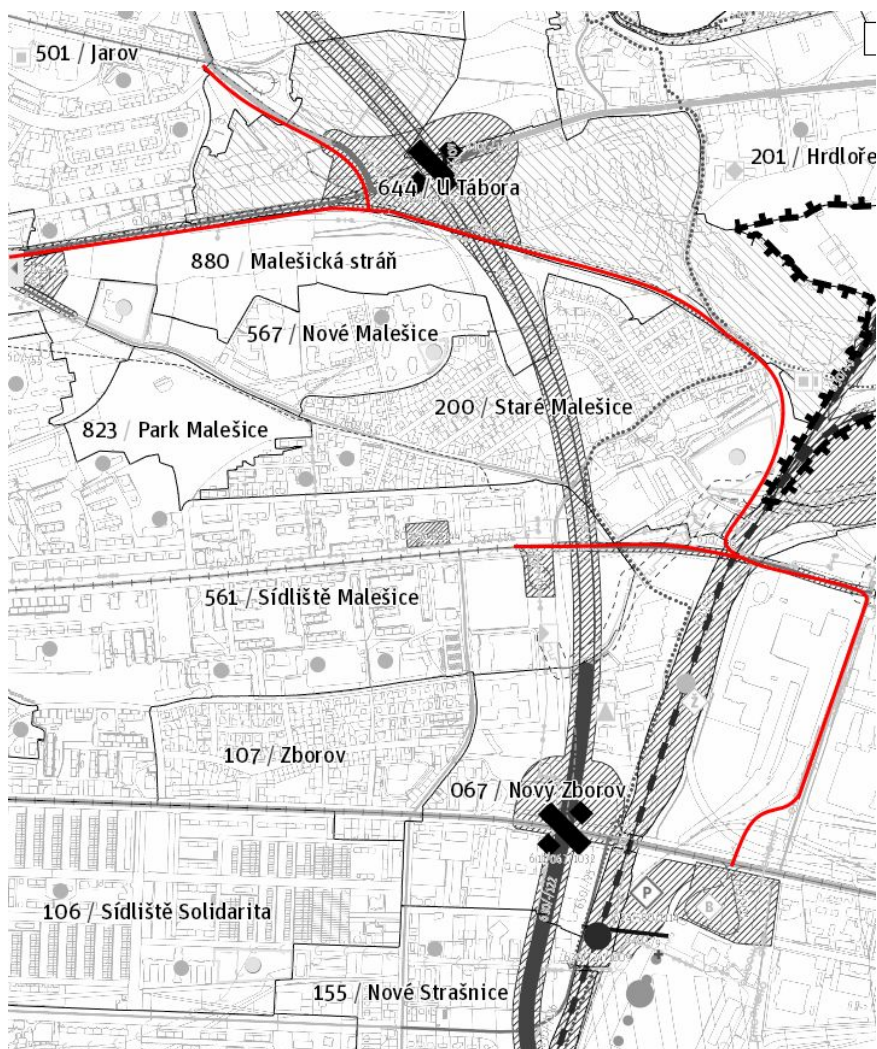 501 / Jarov
201 / Hrdloře
644 / U Tábora
880 / Malešická stráň
567 / Nové Malešice
200 / Staré Malešice
823 / Park Malešice
561 / Sídliště Malešice
Z
107 / Zborov
067 / Nový Zborov
P
B
106 / Sídliště Solidarita
155 / Nové Strašnice